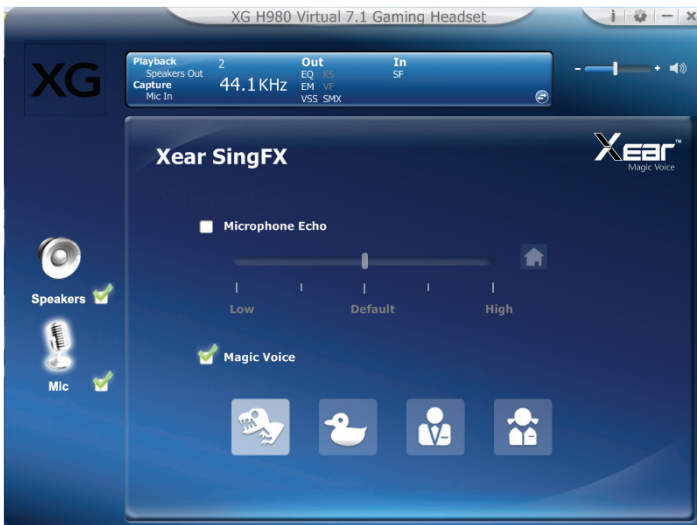 XG H980 Virtual 7.1 Gaming Headset
i
XG
Playback 2 Out In
Speakers Out EQ KS SF
Capture 44.1KHz EM VF
Mic In VSS SMX
- +
Xear SingFX
Xear™
Magic Voice
Microphone Echo
Low Default High
Speakers
Magic Voice
Mic